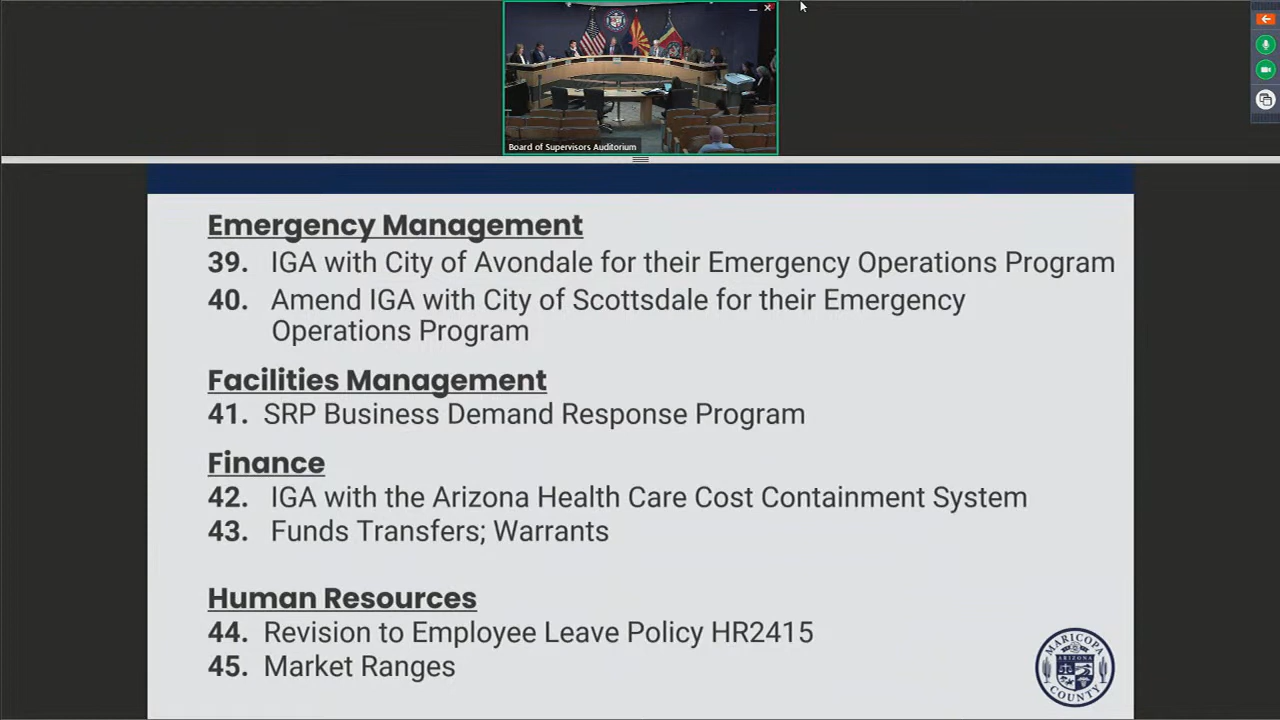 Board of Supervisors Auditorium
Emergency Management
39. IGA with City of Avondale for their Emergency Operations Program
40. Amend IGA with City of Scottsdale for their Emergency
Operations Program
Facilities Management
41. SRP Business Demand Response Program
Finance
42. IGA with the Arizona Health Care Cost Containment System
43. Funds Transfers; Warrants
Human Resources
44. Revision to Employee Leave Policy HR2415
45. Market Ranges
MARICOPA
ARIZONA
COUNTY